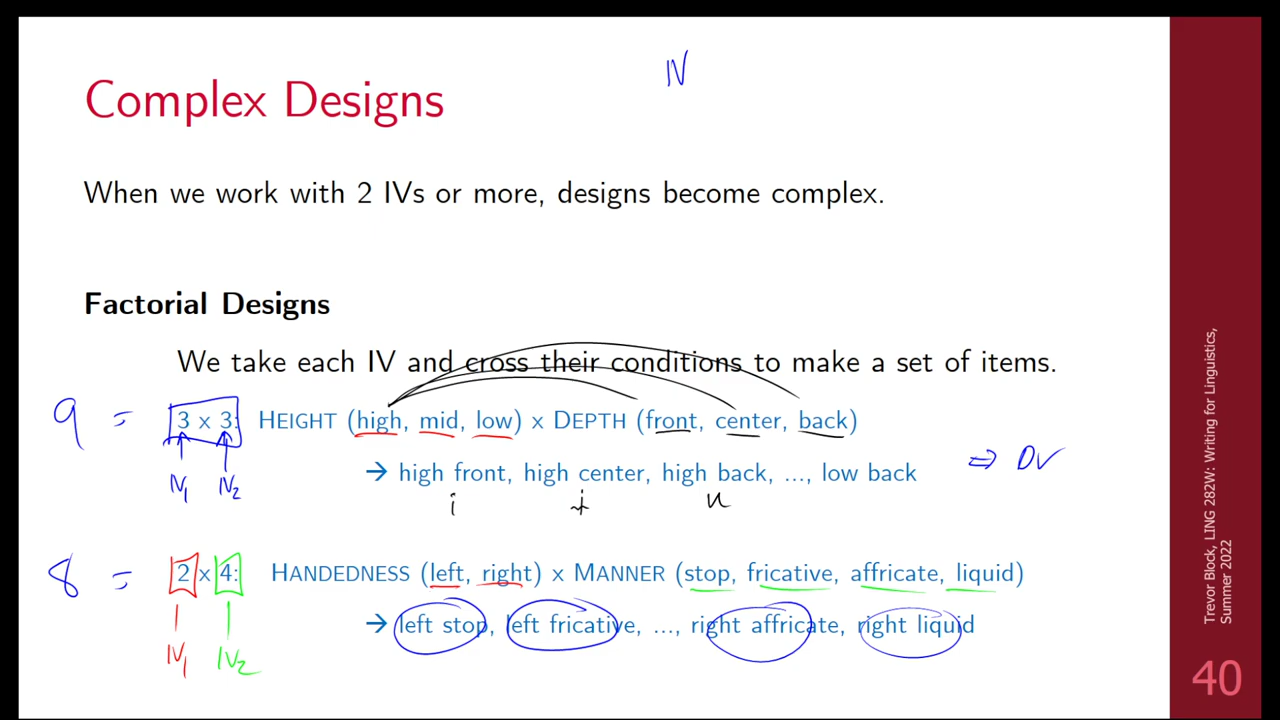 IV
Complex Designs
When we work with 2 IVs or more, designs become complex.
Factorial Designs
We take each IV and cross their conditions to make a set of items.
9 = 3 x 3: HEIGHT (high, mid, low) x DEPTH (front, center, back)
→ high front, high center, high back, ..., low back ⇒ DV
IV₁ IV₂ i ɨ u
8 = 2 x 4: HANDEDNESS (left, right) x MANNER (stop, fricative, affricate, liquid)
→ left stop, left fricative, ..., right affricate, right liquid
IV₁ IV₂
Trevor Block, LING 282W: Writing for Linguistics,
Summer 2022
40